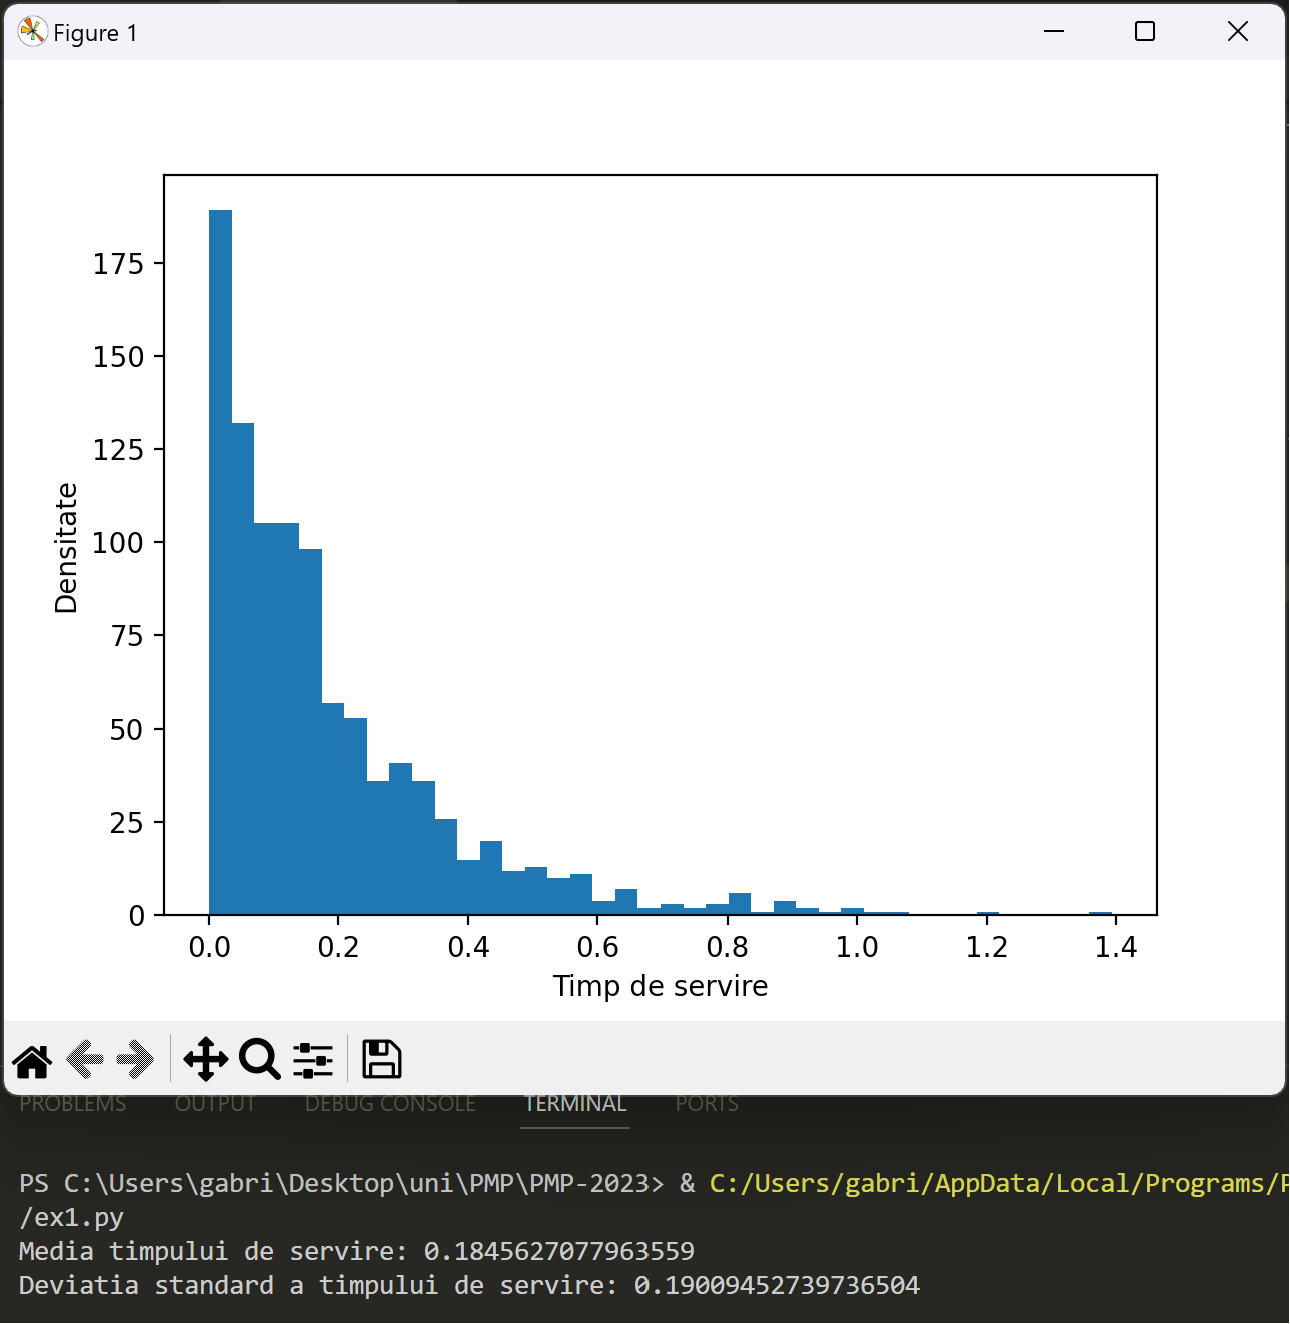 Figure 1
175
150
125
100
75
50
25
0
Densitate
0.0 0.2 0.4 0.6 0.8 1.0 1.2 1.4
Timp de servire
PROBLEMS OUTPUT DEBUG CONSOLE TERMINAL PORTS
PS C:\Users\gabri\Desktop\uni\PMP\PMP-2023> & C:/Users/gabri/AppData/Local/Programs/
/ex1.py
Media timpului de servire: 0.1845627077963559
Deviatia standard a timpului de servire: 0.19009452739736504